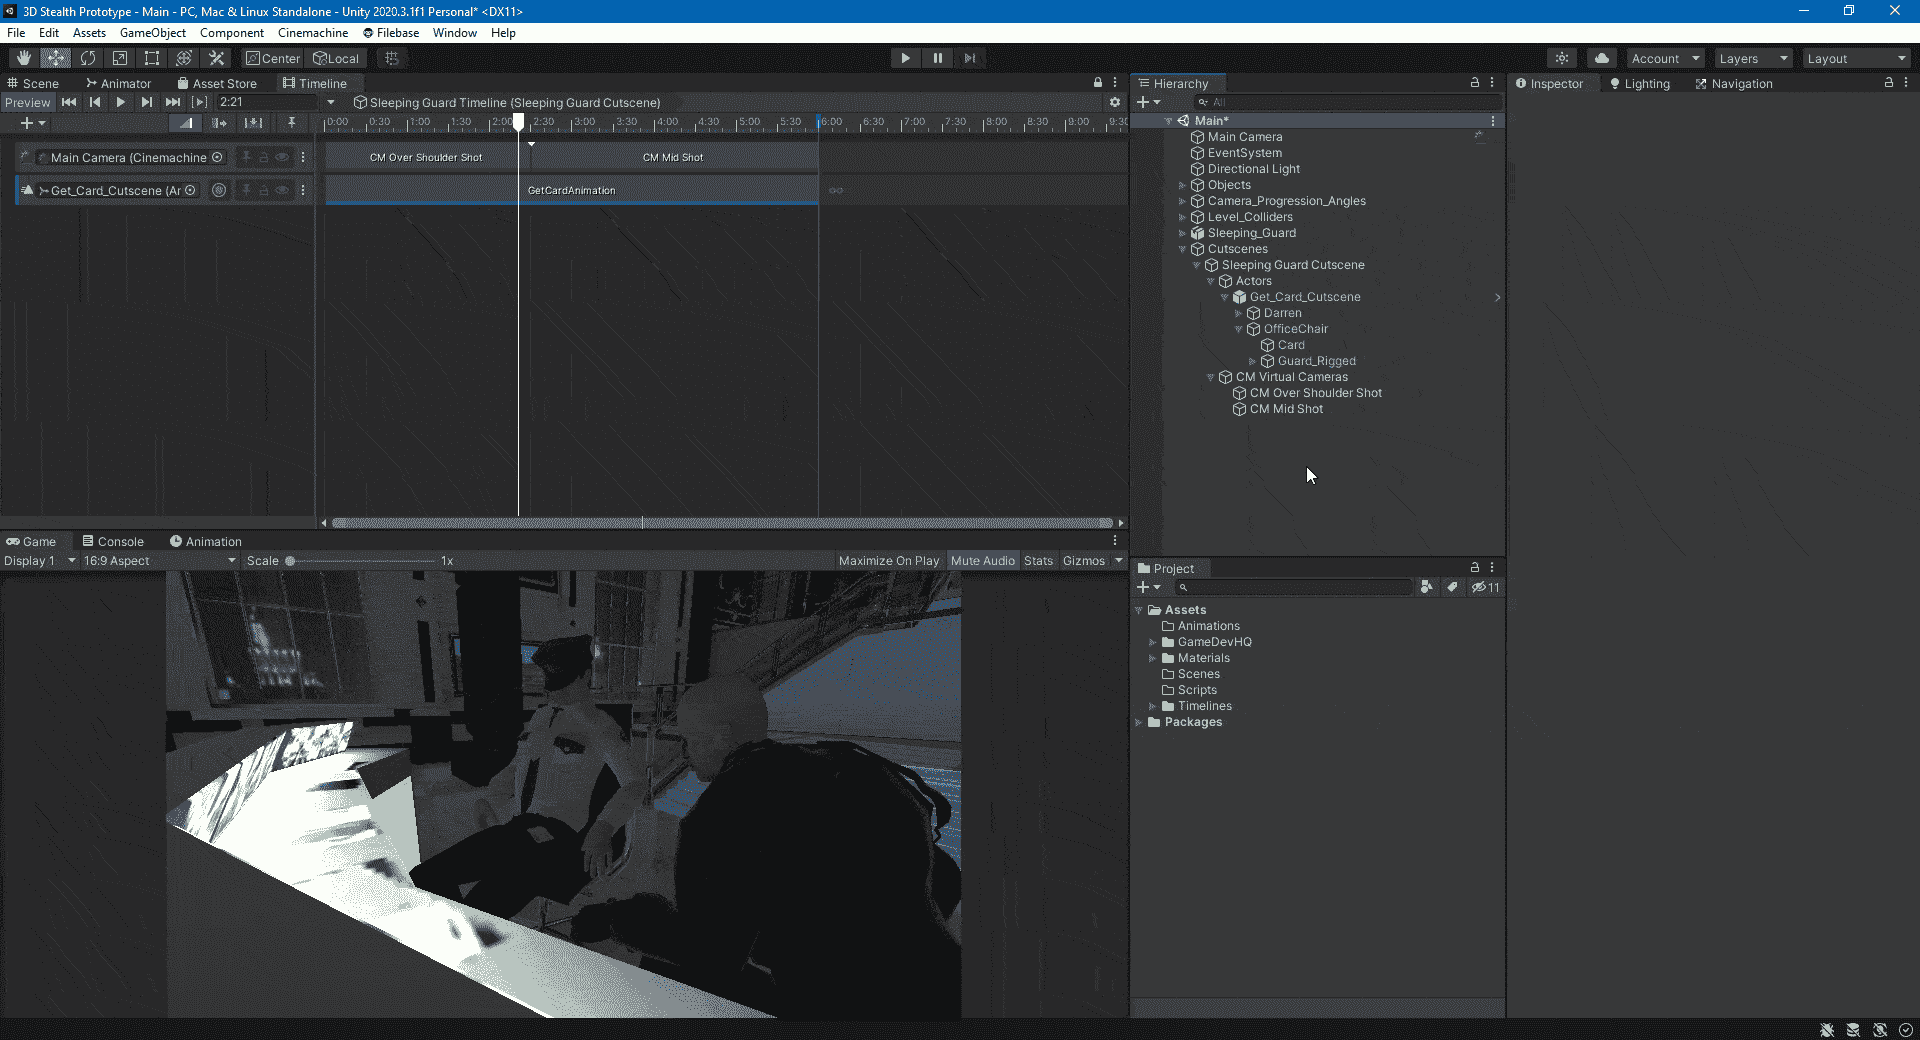 3D Stealth Prototype - Main - PC, Mac & Linux Standalone - Unity 2020.3.1f1 Personal* <DX11>
File Edit Assets GameObject Component Cinemachine Filebase Window Help
Center Local Account Layers Layout
Scene Animator Asset Store Timeline
Preview 2:21 Sleeping Guard Timeline (Sleeping Guard Cutscene)
0:00 0:30 1:00 1:30 2:00 2:30 3:00 3:30 4:00 4:30 5:00 5:30 6:00 6:30 7:00 7:30 8:00 8:30 9:00 9:30
Main Camera (Cinemachine CM Over Shoulder Shot CM Mid Shot
Get_Card_Cutscene (Ar GetCardAnimation
Hierarchy
All
Main*
Main Camera
EventSystem
Directional Light
Objects
Camera_Progression_Angles
Level_Colliders
Sleeping_Guard
Cutscenes
Sleeping Guard Cutscene
Actors
Get_Card_Cutscene
Darren
OfficeChair
Card
Guard_Rigged
CM Virtual Cameras
CM Over Shoulder Shot
CM Mid Shot
Inspector Lighting Navigation
Game Console Animation
Display 1 16:9 Aspect Scale 1x Maximize On Play Mute Audio Stats Gizmos
Project
11
Assets
Animations
GameDevHQ
Materials
Scenes
Scripts
Timelines
Packages